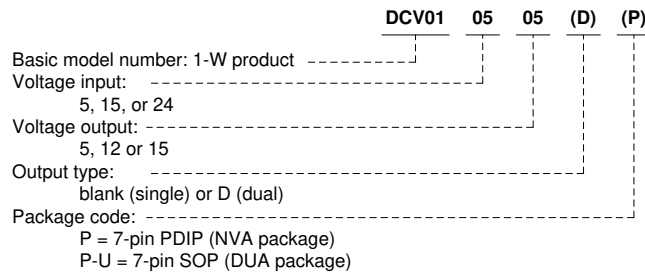 DCV01 05 05 (D) (P)
Basic model number: 1-W product
Voltage input:
5, 15, or 24
Voltage output:
5, 12 or 15
Output type:
blank (single) or D (dual)
Package code:
P = 7-pin PDIP (NVA package)
P-U = 7-pin SOP (DUA package)